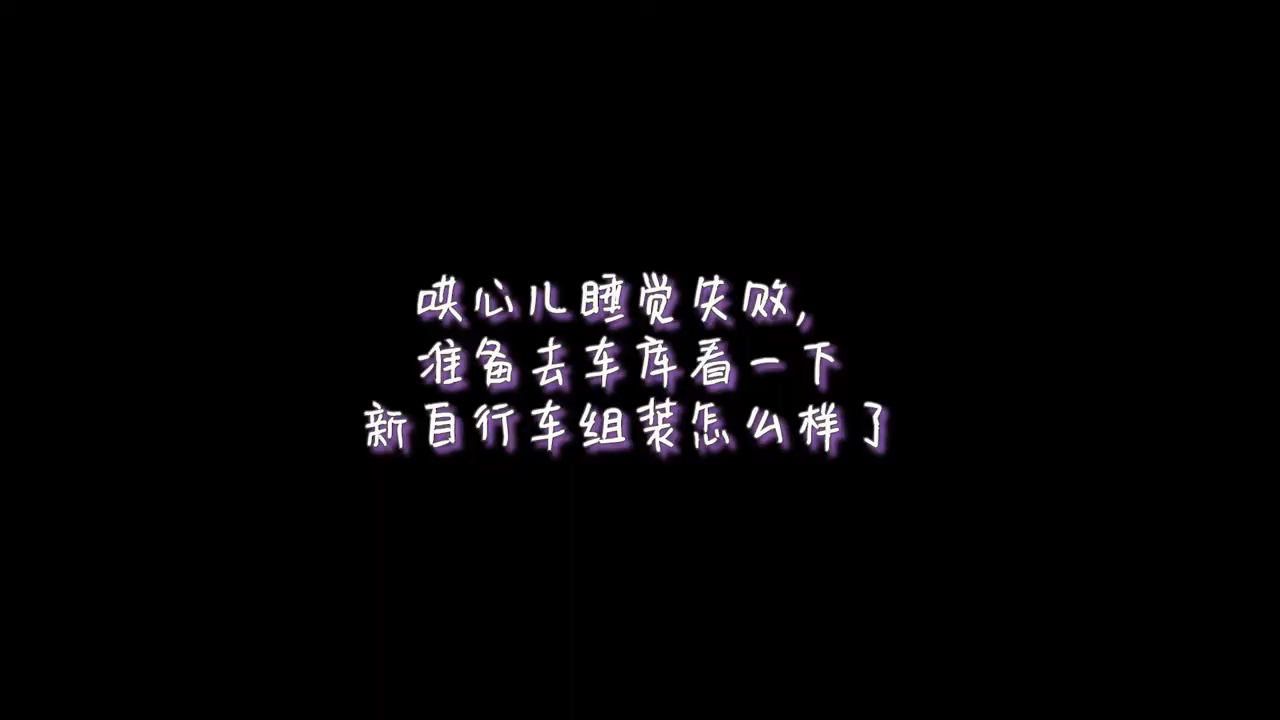 哄心儿睡觉失败，
准备去车库看一下
新自行车组装怎么样了